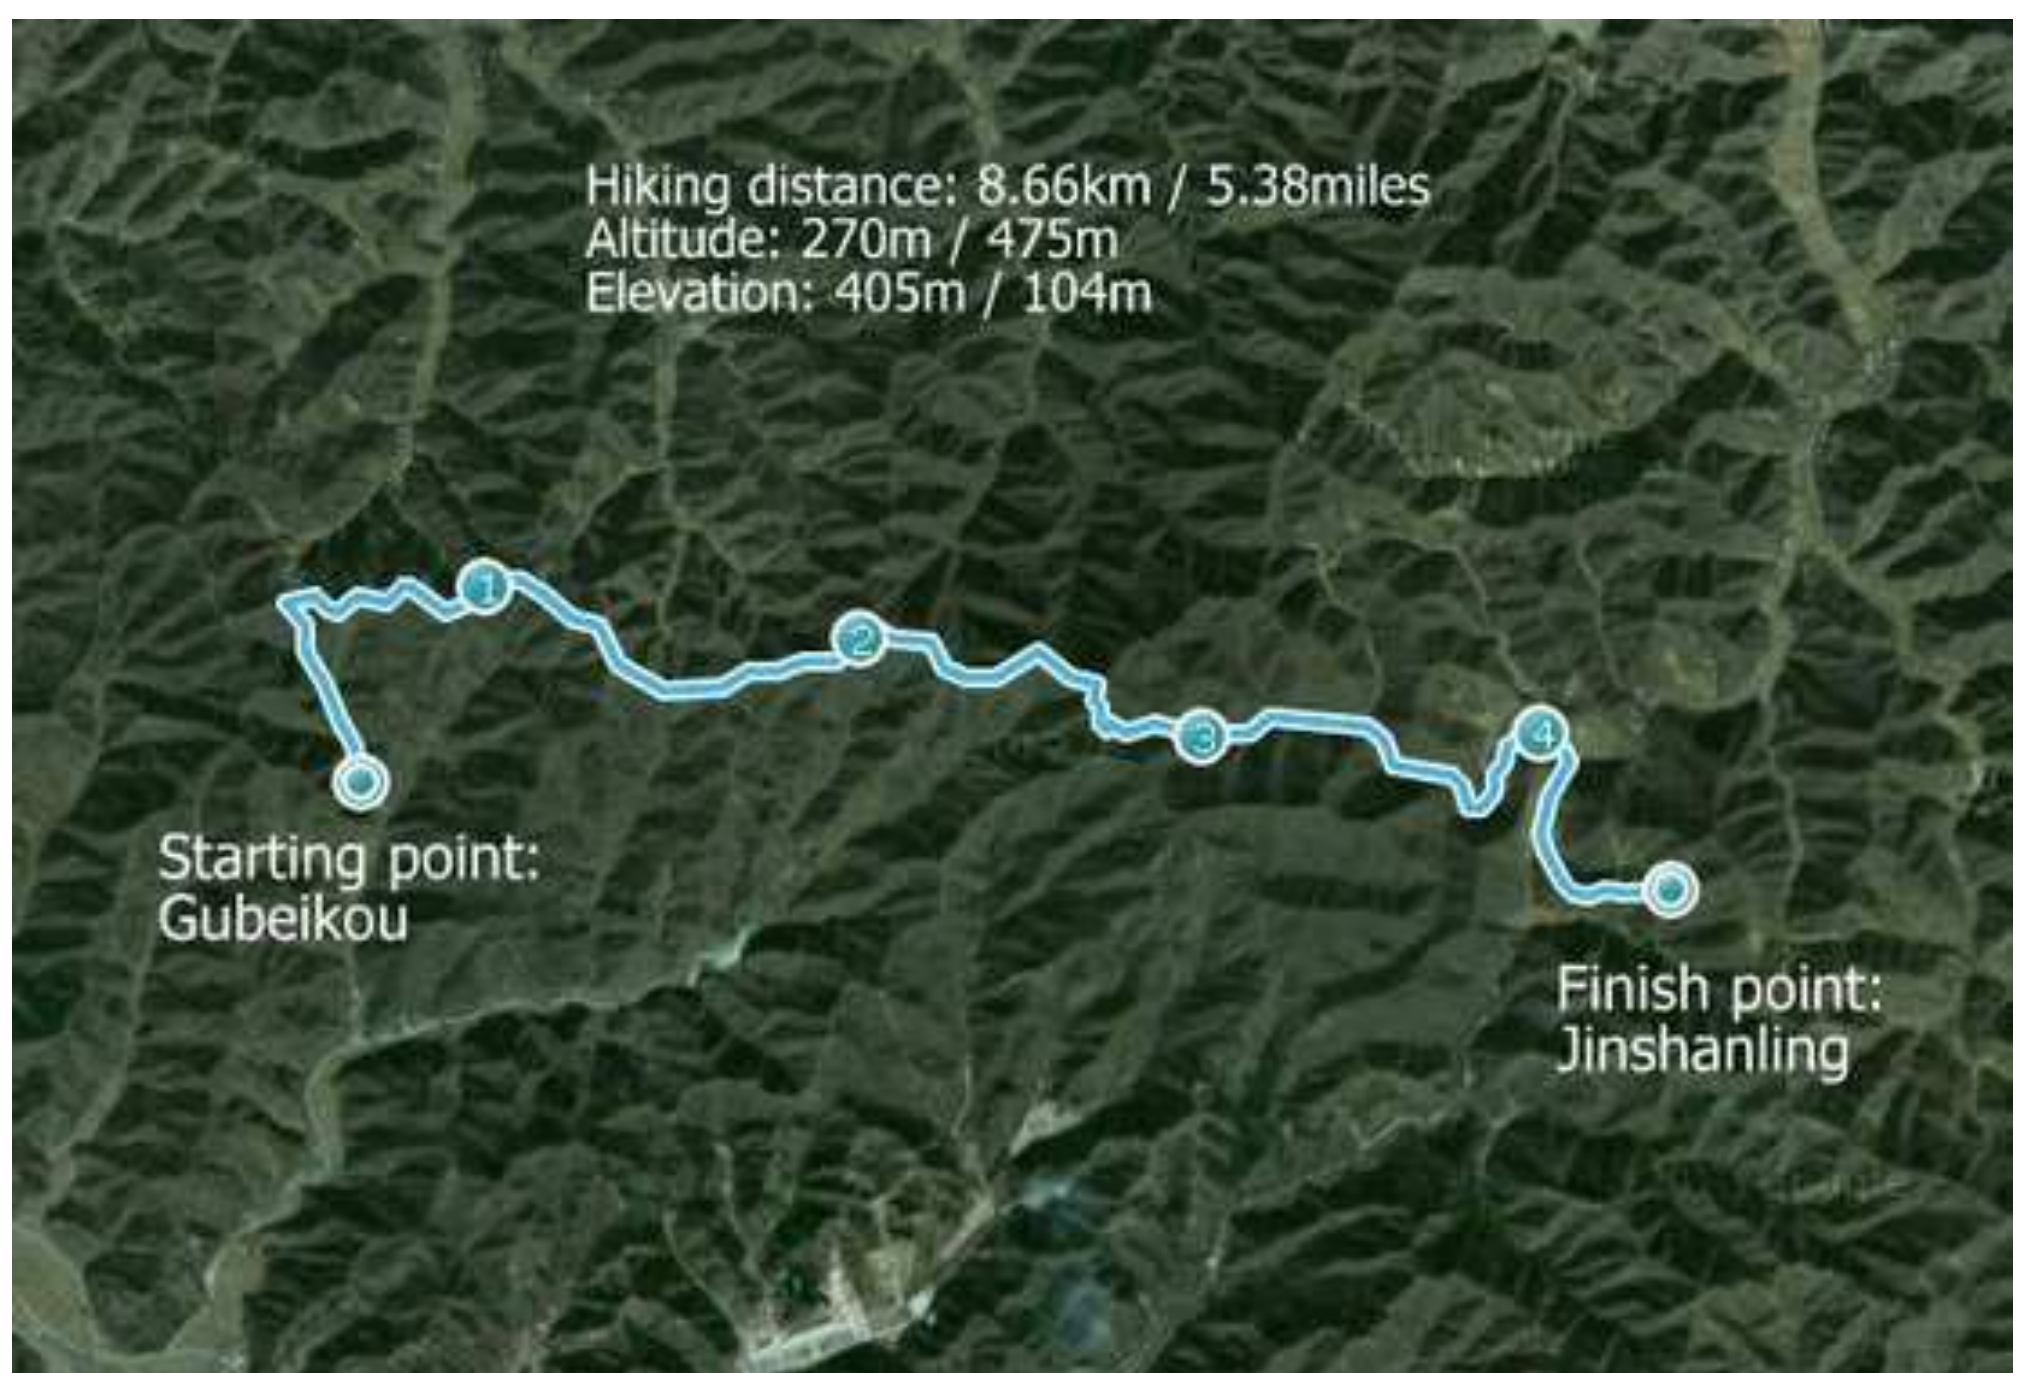 Hiking distance: 8.66km / 5.38miles
Altitude: 270m / 475m
Elevation: 405m / 104m
1
2
3
4
Starting point:
Gubeikou
Finish point:
Jinshanling